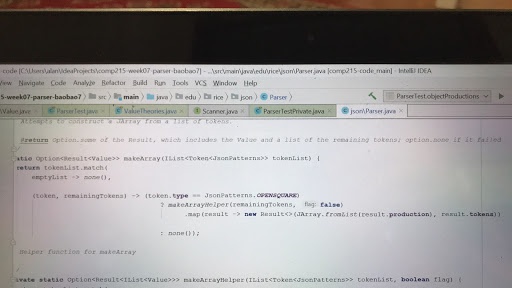 code [C:\Users\alan\IdeaProjects\comp215-week07-parser-baobao7] - ...\src\main\java\edu\rice\json\Parser.java [comp215-code_main] - IntelliJ IDEA
View Navigate Code Analyze Refactor Build Run Tools VCS Window Help
5-week07-parser-baobao7 src main java edu rice json Parser ParserTest.objectProductions
Value.java ParserTest.java ValueTheories.java Scanner.java ParserTestPrivate.java json\Parser.java
Attempts to construct a JArray from a list of tokens.
@return Option.some of the Result, which includes the Value and a list of the remaining tokens; option.none if it failed
atic Option<Result<Value>> makeArray(IList<Token<JsonPatterns>> tokenList) {
return tokenList.match(
emptyList -> none(),
(token, remainingTokens) -> (token.type == JsonPatterns.OPENSQUARE)
? makeArrayHelper(remainingTokens, flag: false)
.map(result -> new Result<>(JArray.fromList(result.production), result.tokens))
: none());
Helper function for makeArray
/
ivate static Option<Result<IList<Value>>> makeArrayHelper(IList<Token<JsonPatterns>> tokenList, boolean flag) {